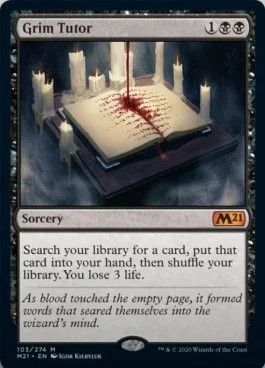 Grim Tutor 1
Sorcery M21
Search your library for a card, put that
card into your hand, then shuffle your
library. You lose 3 life.
As blood touched the empty page, it formed
words that seared themselves into the
wizard's mind.
103/274 M
M21 • EN IGOR KIERYLUK ™ & © 2020 Wizards of the Coast